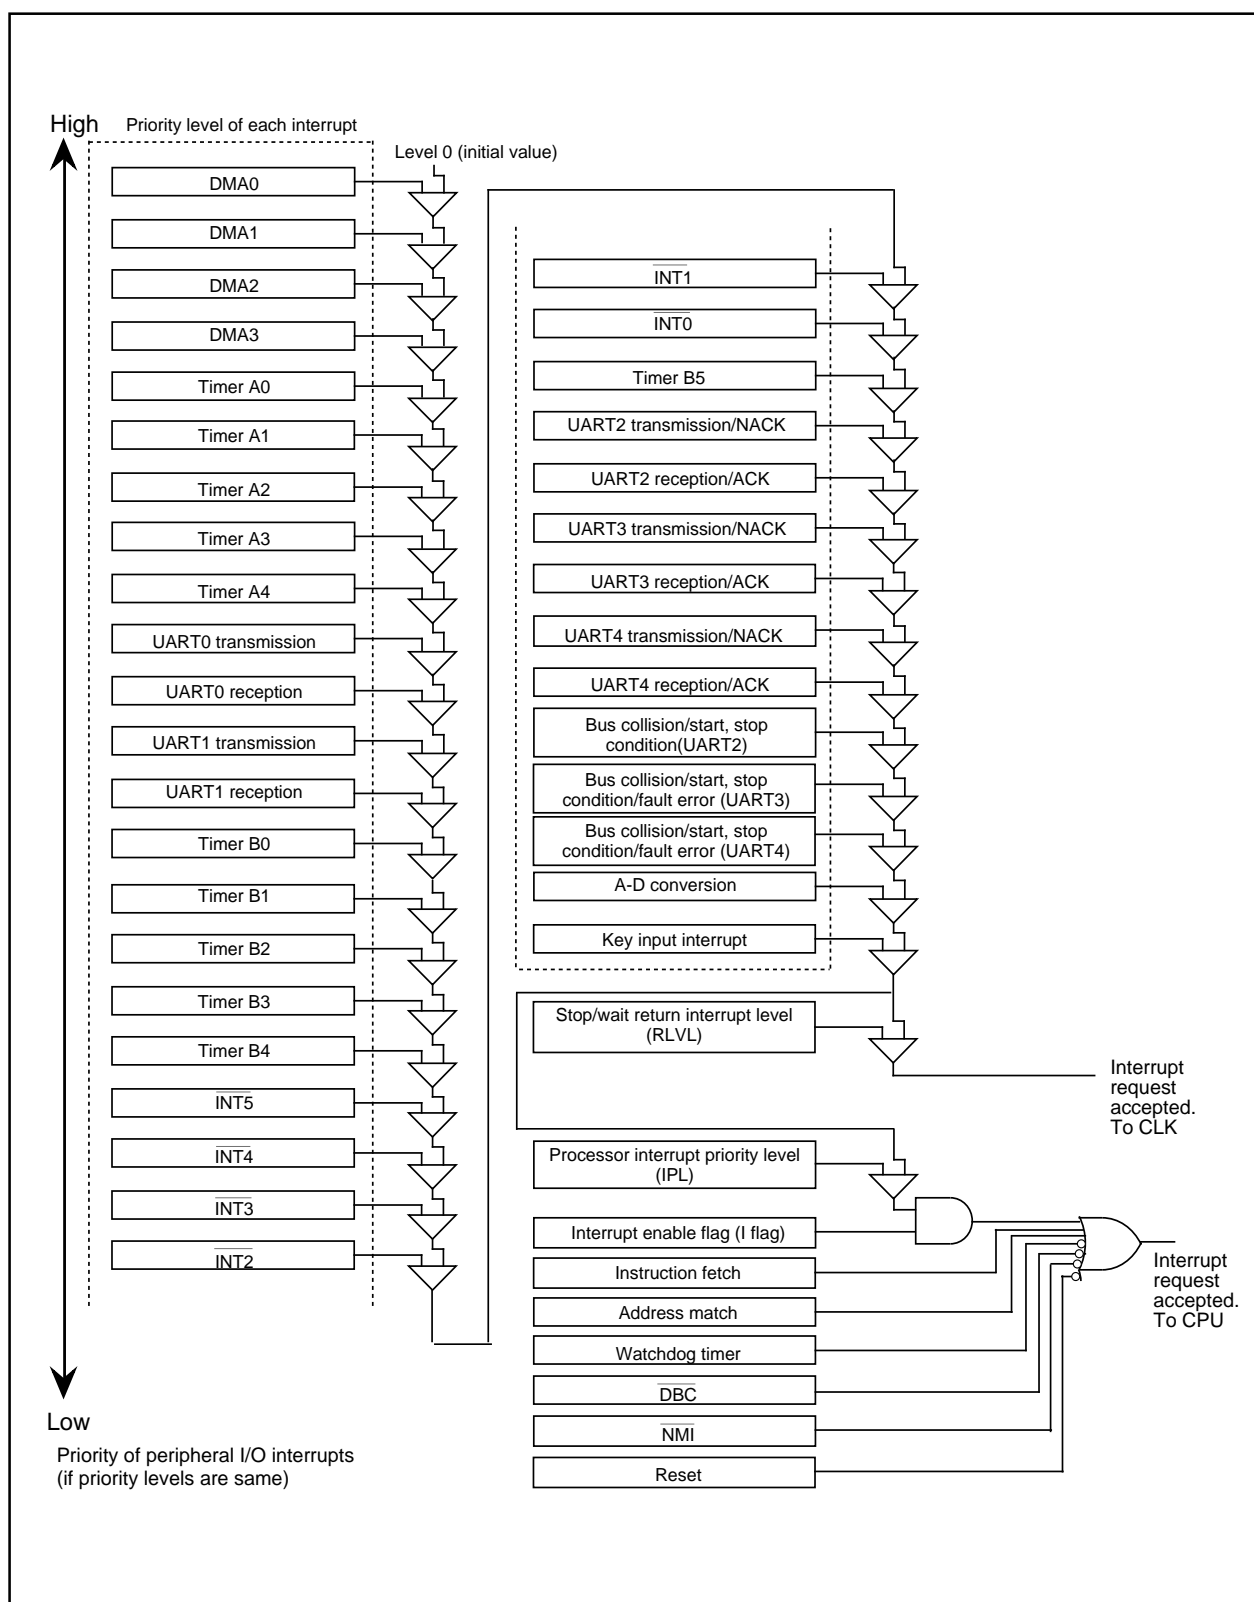 High
Priority level of each interrupt
Level 0 (initial value)
DMA0
DMA1
DMA2
DMA3
Timer A0
Timer A1
Timer A2
Timer A3
Timer A4
UART0 transmission
UART0 reception
UART1 transmission
UART1 reception
Timer B0
Timer B1
Timer B2
Timer B3
Timer B4
INT5
INT4
INT3
INT2
Low
Priority of peripheral I/O interrupts
(if priority levels are same)
INT1
INT0
Timer B5
UART2 transmission/NACK
UART2 reception/ACK
UART3 transmission/NACK
UART3 reception/ACK
UART4 transmission/NACK
UART4 reception/ACK
Bus collision/start, stop
condition(UART2)
Bus collision/start, stop
condition/fault error (UART3)
Bus collision/start, stop
condition/fault error (UART4)
A-D conversion
Key input interrupt
Stop/wait return interrupt level
(RLVL)
Interrupt
request
accepted.
To CLK
Processor interrupt priority level
(IPL)
Interrupt enable flag (I flag)
Instruction fetch
Address match
Watchdog timer
DBC
NMI
Reset
Interrupt
request
accepted.
To CPU